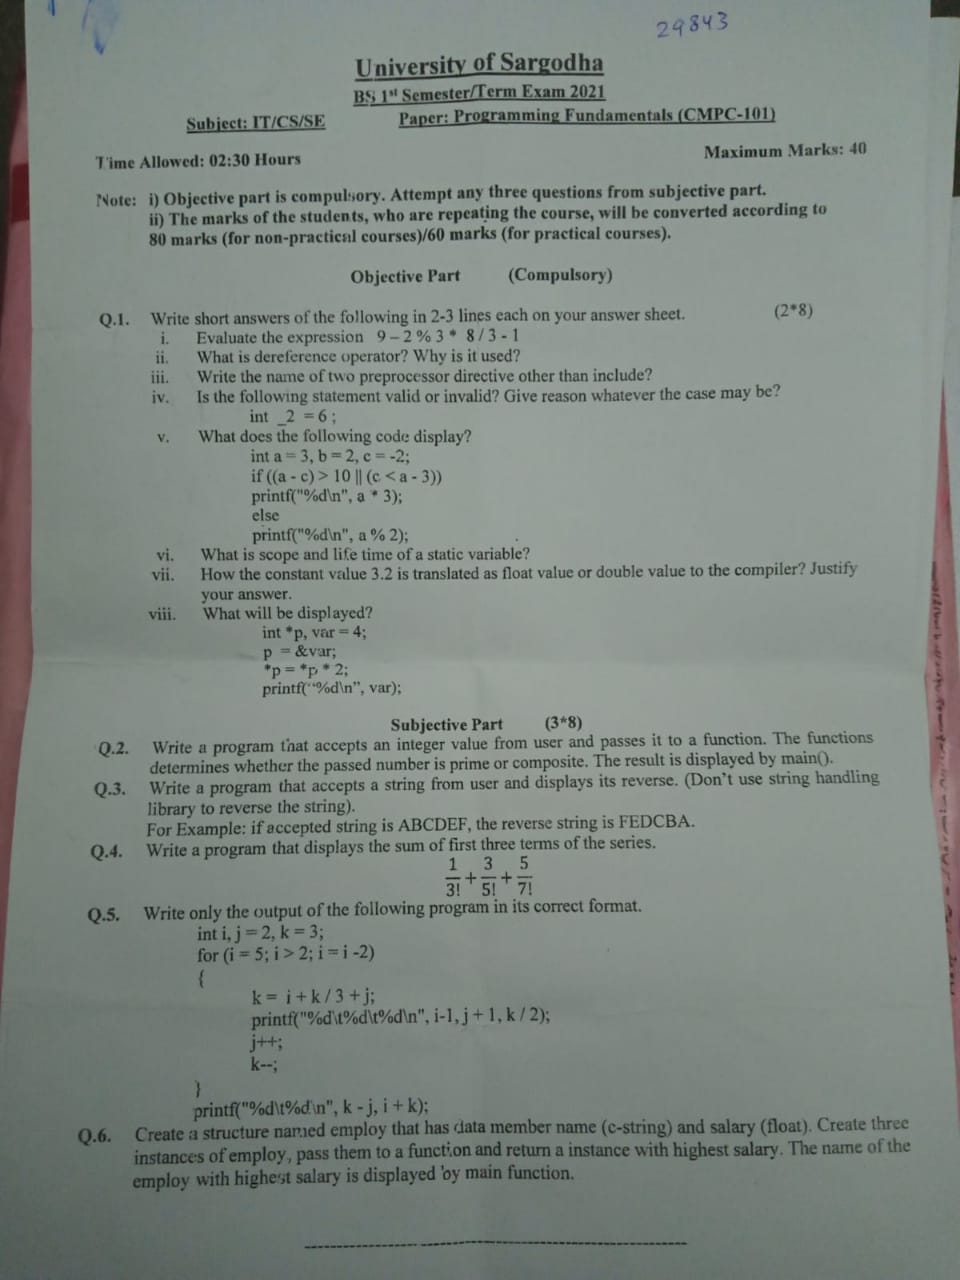 29843
University of Sargodha
BS 1st Semester/Term Exam 2021
Subject: IT/CS/SE Paper: Programming Fundamentals (CMPC-101)
Time Allowed: 02:30 Hours Maximum Marks: 40
Note: i) Objective part is compulsory. Attempt any three questions from subjective part.
ii) The marks of the students, who are repeating the course, will be converted according to
80 marks (for non-practical courses)/60 marks (for practical courses).
Objective Part (Compulsory)
Q.1. Write short answers of the following in 2-3 lines each on your answer sheet. (2*8)
i. Evaluate the expression 9 – 2 % 3 * 8 / 3 - 1
ii. What is dereference operator? Why is it used?
iii. Write the name of two preprocessor directive other than include?
iv. Is the following statement valid or invalid? Give reason whatever the case may be?
int _2 = 6 ;
v. What does the following code display?
int a = 3, b = 2, c = -2;
if ((a - c) > 10 || (c < a - 3))
printf("%d\n", a * 3);
else
printf("%d\n", a % 2);
vi. What is scope and life time of a static variable?
vii. How the constant value 3.2 is translated as float value or double value to the compiler? Justify
your answer.
viii. What will be displayed?
int *p, var = 4;
p = &var;
*p = *p * 2;
printf("%d\n", var);
Subjective Part (3*8)
Q.2. Write a program that accepts an integer value from user and passes it to a function. The functions
determines whether the passed number is prime or composite. The result is displayed by main().
Q.3. Write a program that accepts a string from user and displays its reverse. (Don't use string handling
library to reverse the string).
For Example: if accepted string is ABCDEF, the reverse string is FEDCBA.
Q.4. Write a program that displays the sum of first three terms of the series.
1/3! + 3/5! + 5/7!
Q.5. Write only the output of the following program in its correct format.
int i, j = 2, k = 3;
for (i = 5; i > 2; i = i -2)
{
k = i + k / 3 + j;
printf("%d\t%d\t%d\n", i-1, j + 1, k / 2);
j++;
k--;
}
printf("%d\t%d\n", k - j, i + k);
Q.6. Create a structure named employ that has data member name (c-string) and salary (float). Create three
instances of employ, pass them to a function and return a instance with highest salary. The name of the
employ with highest salary is displayed by main function.